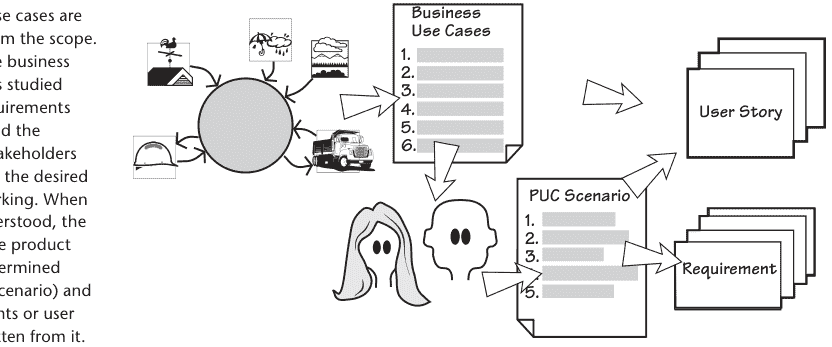 se cases are
m the scope.
e business
s studied
uirements
d the
akeholders
the desired
rking. When
erstood, the
e product
ermined
cenario) and
nts or user
ten from it.
Business
Use Cases
1.
2.
3.
4.
5.
6.
PUC Scenario
1.
2.
3.
5.
User Story
Requirement